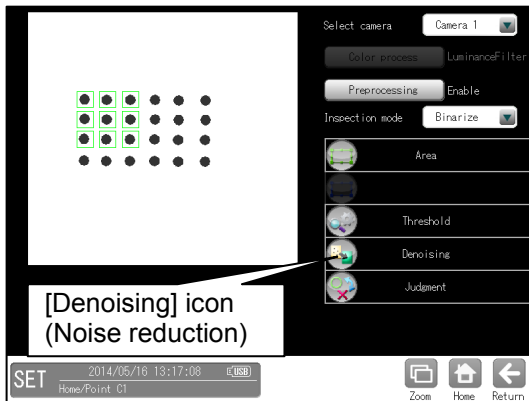 Select camera Camera 1
Color process LuminanceFilter
Preprocessing Enable
Inspection mode Binarize
Area
Threshold
Denoising
Judgment
[Denoising] icon
(Noise reduction)
SET 2014/05/16 13:17:08 USB
Home/Point C1
Zoom Home Return